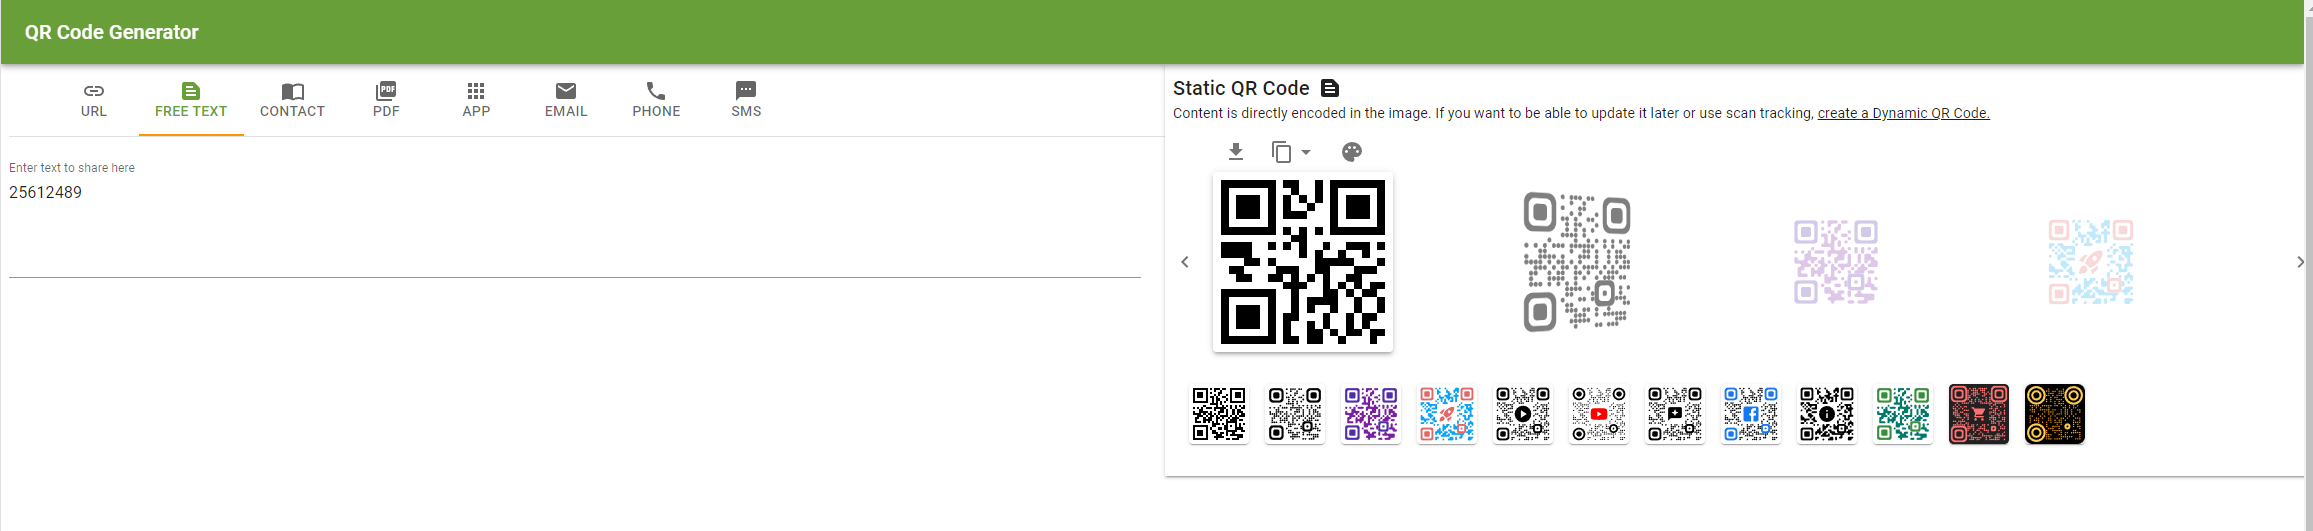 QR Code Generator
URL
FREE TEXT
CONTACT
PDF
PDF
APP
EMAIL
PHONE
SMS
Enter text to share here
25612489
Static QR Code
Content is directly encoded in the image. If you want to be able to update it later or use scan tracking, create a Dynamic QR Code.